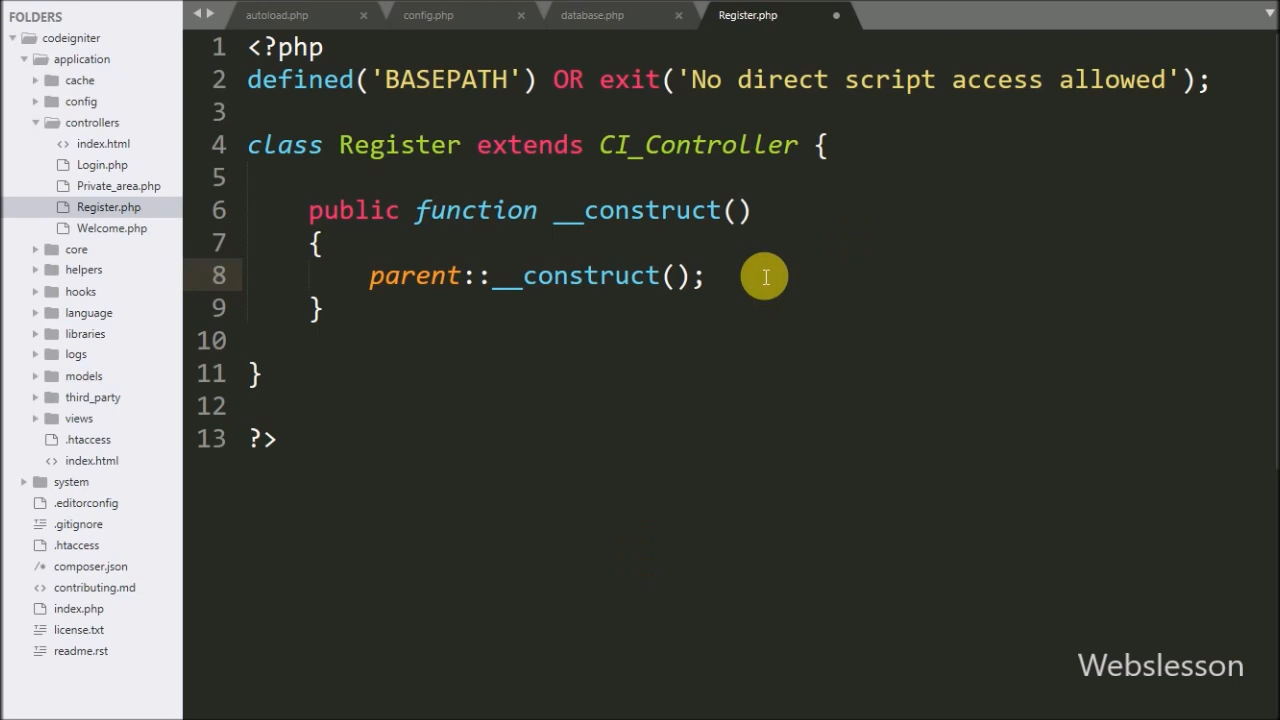 FOLDERS
codeigniter
application
cache
config
controllers
index.html
Login.php
Private_area.php
Register.php
Welcome.php
core
helpers
hooks
language
libraries
logs
models
third_party
views
.htaccess
index.html
system
.editorconfig
.gitignore
.htaccess
composer.json
contributing.md
index.php
license.txt
readme.rst
autoload.php
config.php
database.php
Register.php
1 <?php
2 defined('BASEPATH') OR exit('No direct script access allowed');
3
4 class Register extends CI_Controller {
5
6 public function __construct()
7 {
8 parent::__construct();
9 }
10
11 }
12
13 ?>
Webslesson